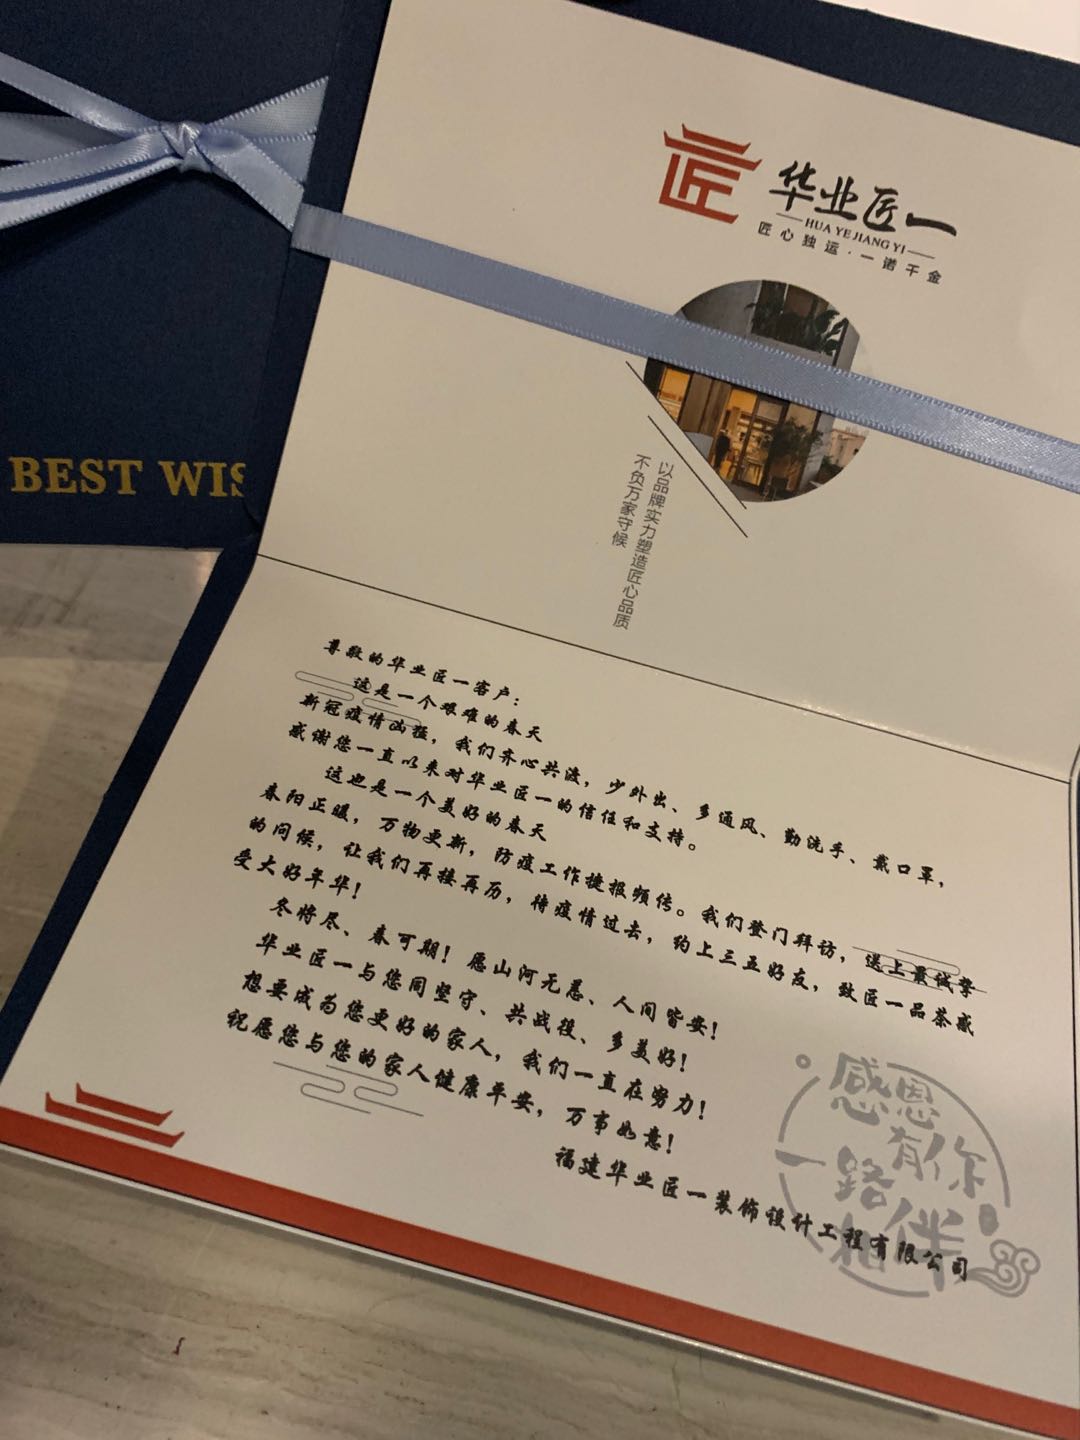 匠
华业匠一
HUA YE JIANG YI
匠心独运·一诺千金
BEST WIS
以品牌实力塑造匠心品质
不负万家守候
尊敬的华业匠一客户：
这是一个艰难的春天
新冠疫情凶猛，我们齐心共渡，少外出、多通风、勤洗手、戴口罩，
感谢您一直以来对华业匠一的信任和支持。
这也是一个美好的春天
春阳正暖，万物更新，防疫工作捷报频传。我们登门拜访，送上最诚挚
的问候，让我们再接再历，待疫情过去，约上三五好友，致匠一品茶感
受大好年华！
冬将尽、春可期！愿山河无恙、人间皆安！
华业匠一与您同坚守、共战役、多美好！
想要成为您更好的家人，我们一直在努力！
祝愿您与您的家人健康平安，万事如意！
福建华业匠一装饰设计工程有限公司
感恩
有你
一路
相伴